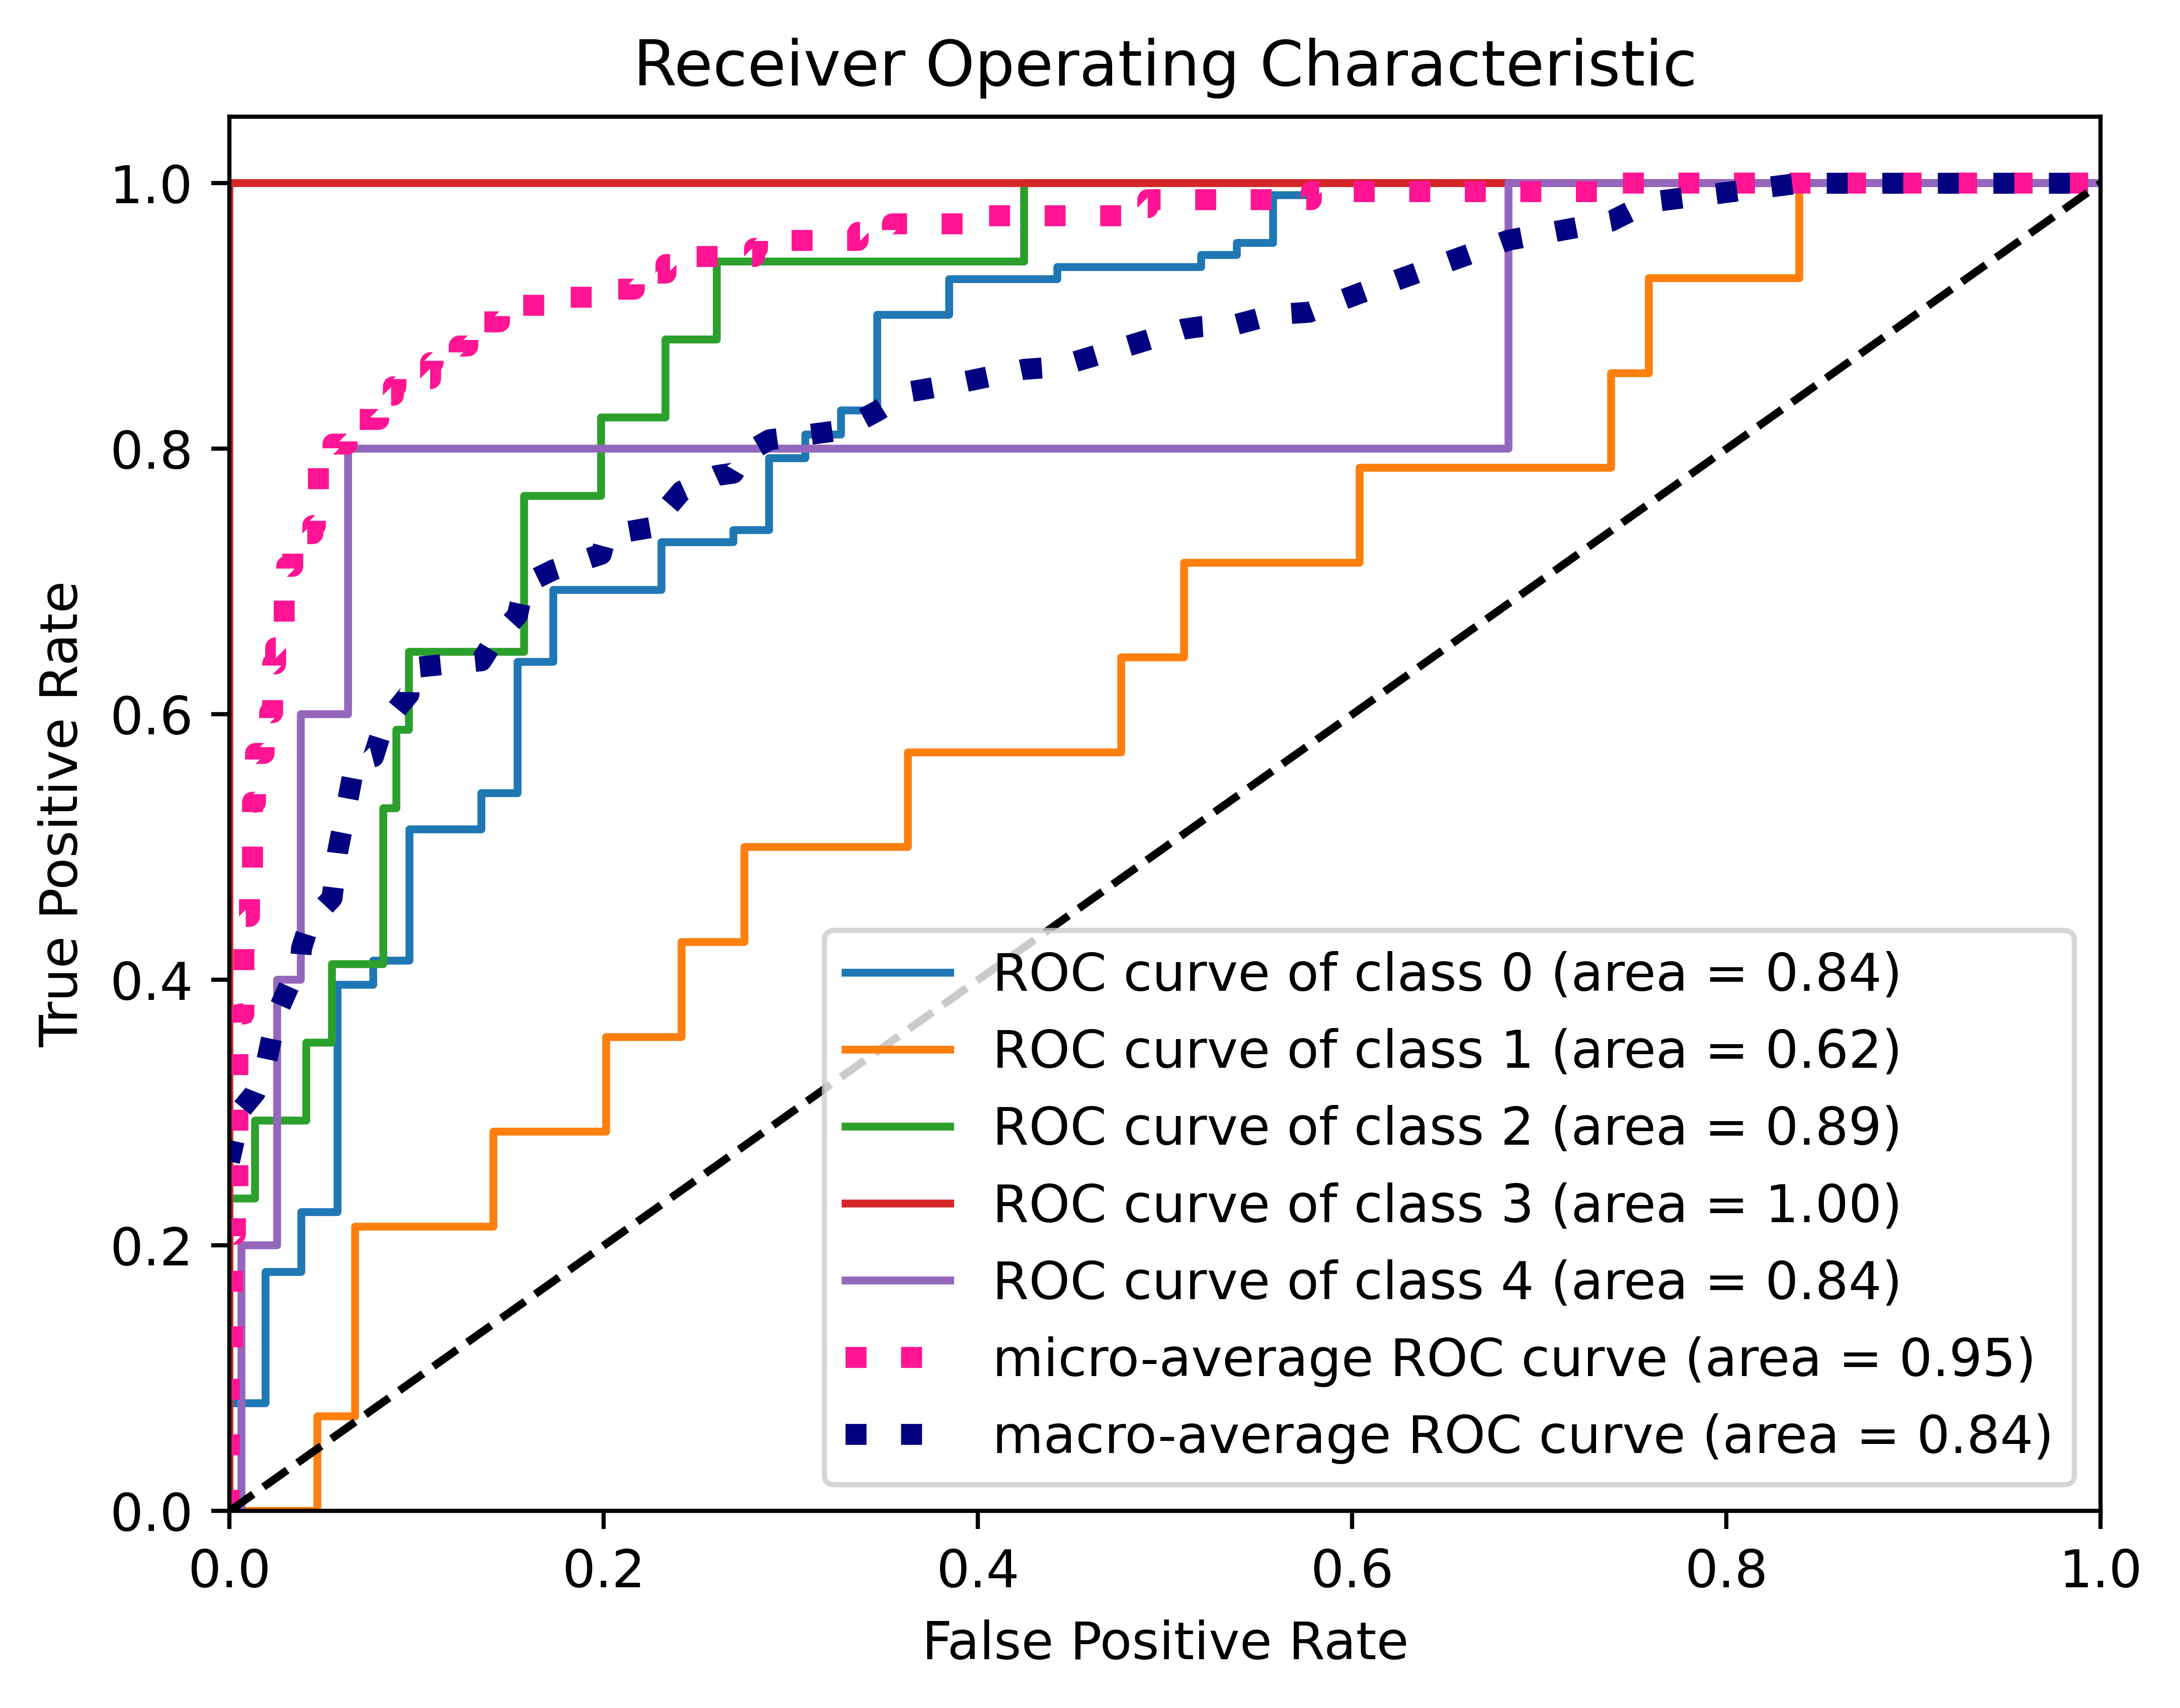 Receiver Operating Characteristic
1.0
0.8
0.6
0.4
0.2
0.0
True Positive Rate
ROC curve of class 0 (area = 0.84)
ROC curve of class 1 (area = 0.62)
ROC curve of class 2 (area = 0.89)
ROC curve of class 3 (area = 1.00)
ROC curve of class 4 (area = 0.84)
micro-average ROC curve (area = 0.95)
macro-average ROC curve (area = 0.84)
0.0 0.2 0.4 0.6 0.8 1.0
False Positive Rate